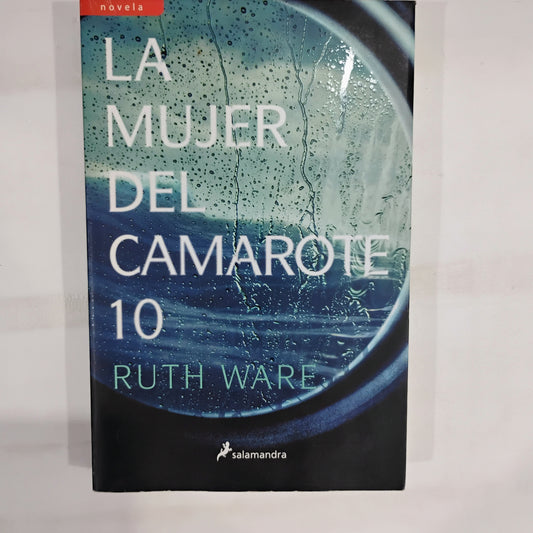 novela
LA
MUJER
DEL
CAMAROTE
10
RUTH WARE
salamandra